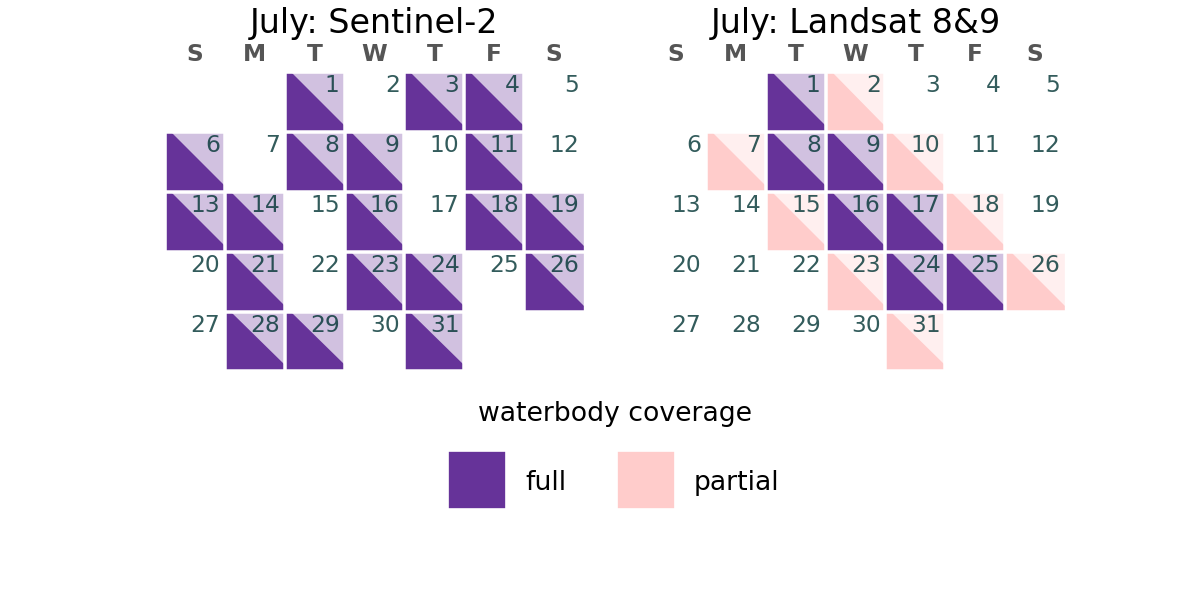 July: Sentinel-2
S M T W T F S
1 2 3 4 5
6 7 8 9 10 11 12
13 14 15 16 17 18 19
20 21 22 23 24 25 26
27 28 29 30 31
July: Landsat 8&9
S M T W T F S
1 2 3 4 5
6 7 8 9 10 11 12
13 14 15 16 17 18 19
20 21 22 23 24 25 26
27 28 29 30 31
waterbody coverage
full
partial